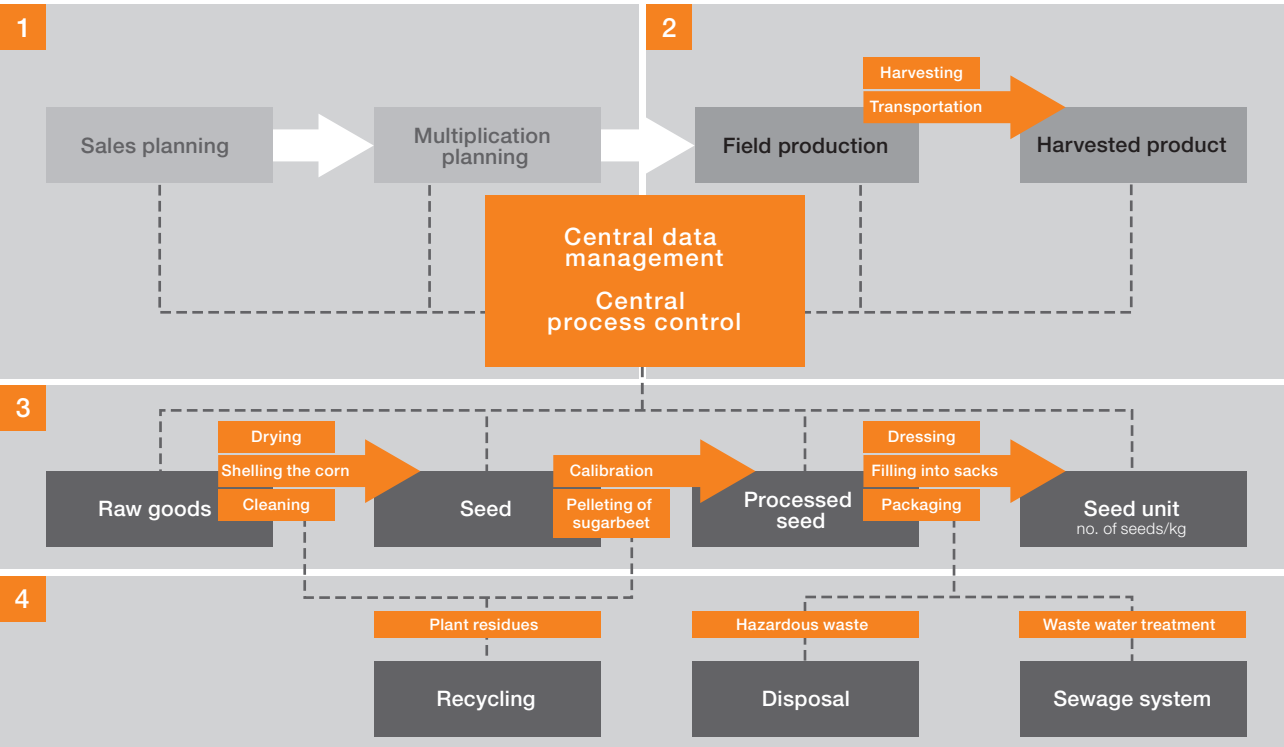 1
2
Harvesting
Transportation
Sales planning
Multiplication
planning
Field production
Harvested product
Central data
management
Central
process control
3
Drying
Shelling the corn
Cleaning
Calibration
Pelleting of
sugarbeet
Dressing
Filling into sacks
Packaging
Raw goods
Seed
Processed
seed
Seed unit
no. of seeds/kg
4
Plant residues
Hazardous waste
Waste water treatment
Recycling
Disposal
Sewage system